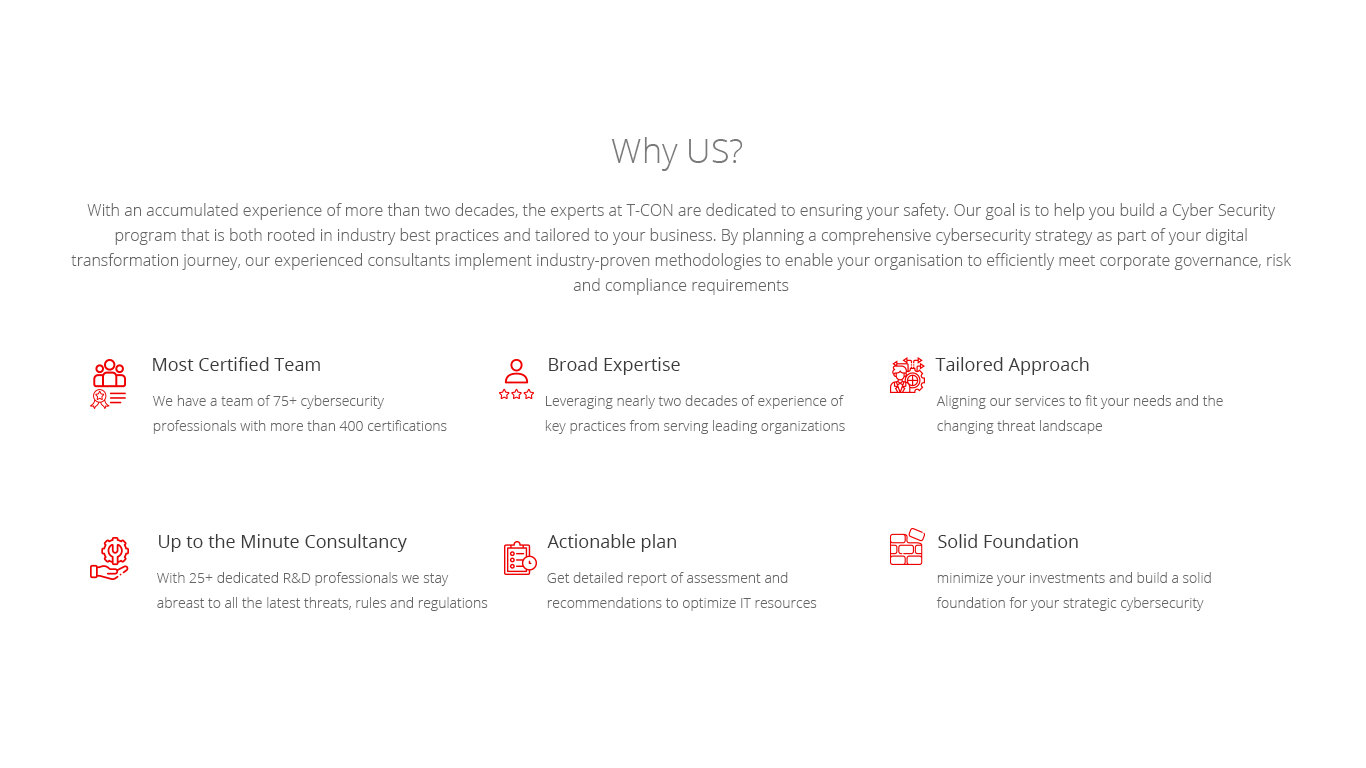 Why US?
With an accumulated experience of more than two decades, the experts at T-CON are dedicated to ensuring your safety. Our goal is to help you build a Cyber Security
program that is both rooted in industry best practices and tailored to your business. By planning a comprehensive cybersecurity strategy as part of your digital
transformation journey, our experienced consultants implement industry-proven methodologies to enable your organisation to efficiently meet corporate governance, risk
and compliance requirements
Most Certified Team
We have a team of 75+ cybersecurity
professionals with more than 400 certifications
Broad Expertise
Leveraging nearly two decades of experience of
key practices from serving leading organizations
Tailored Approach
Aligning our services to fit your needs and the
changing threat landscape
Up to the Minute Consultancy
With 25+ dedicated R&D professionals we stay
abreast to all the latest threats, rules and regulations
Actionable plan
Get detailed report of assessment and
recommendations to optimize IT resources
Solid Foundation
minimize your investments and build a solid
foundation for your strategic cybersecurity